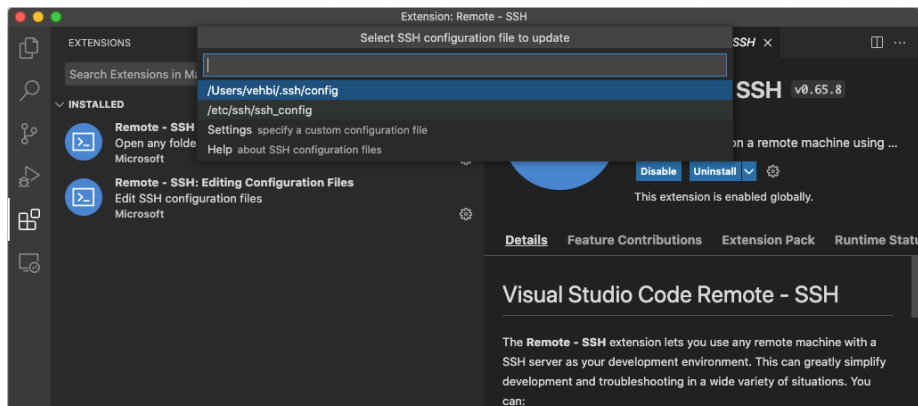 Extension: Remote - SSH
Select SSH configuration file to update
/Users/vehbi/.ssh/config
/etc/ssh/ssh_config
Settings specify a custom configuration file
Help about SSH configuration files
EXTENSIONS
Search Extensions in Ma
INSTALLED
Remote - SSH
Open any folde
Microsoft
Remote - SSH: Editing Configuration Files
Edit SSH configuration files
Microsoft
SSH
SSH v0.65.8
on a remote machine using ...
Disable Uninstall
This extension is enabled globally.
Details Feature Contributions Extension Pack Runtime Statu
Visual Studio Code Remote - SSH
The Remote - SSH extension lets you use any remote machine with a
SSH server as your development environment. This can greatly simplify
development and troubleshooting in a wide variety of situations. You
can: